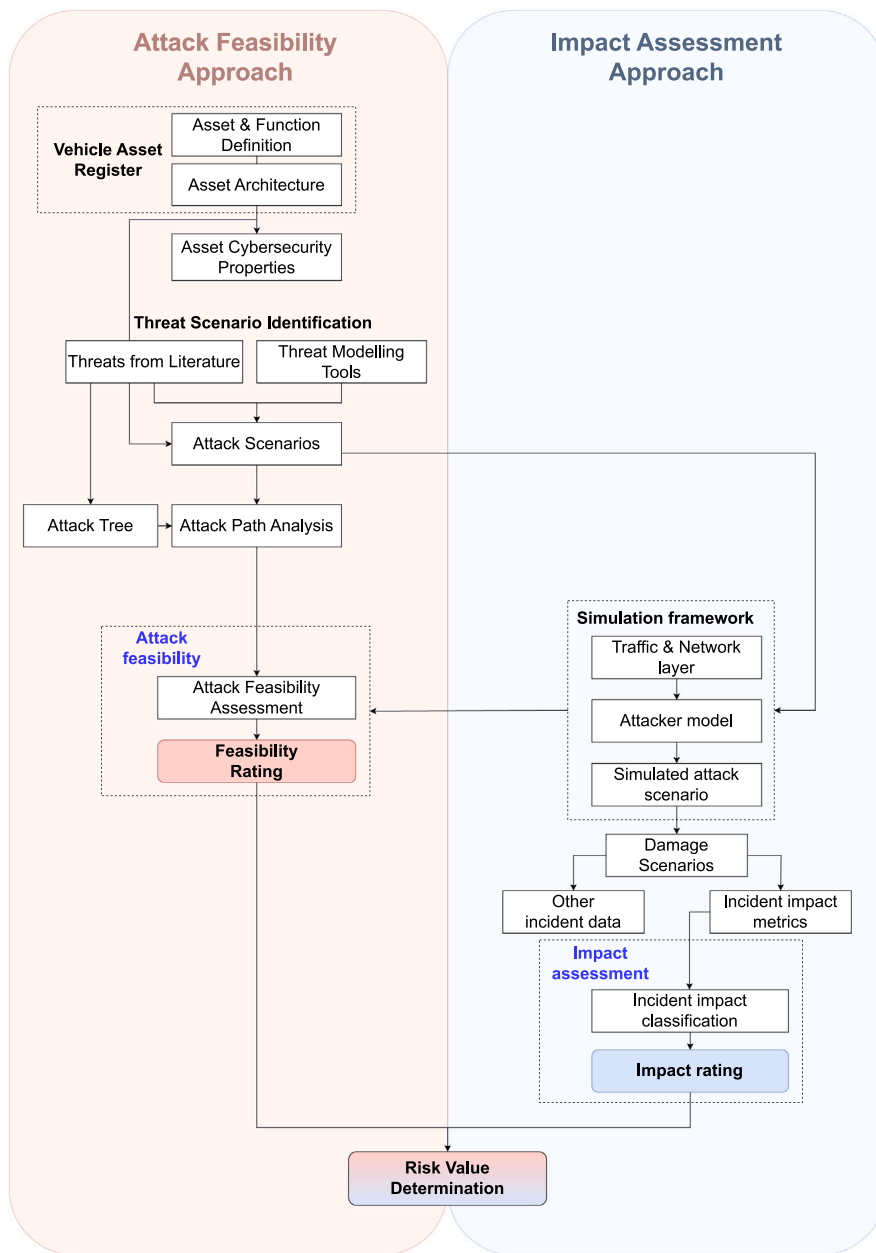 Attack Feasibility
Approach
Impact Assessment
Approach
Vehicle Asset
Register
Asset & Function
Definition
Asset Architecture
Asset Cybersecurity
Properties
Threat Scenario Identification
Threats from Literature
Threat Modelling
Tools
Attack Scenarios
Attack Tree
Attack Path Analysis
Attack
feasibility
Attack Feasibility
Assessment
Feasibility
Rating
Simulation framework
Traffic & Network
layer
Attacker model
Simulated attack
scenario
Damage
Scenarios
Other
incident data
Incident impact
metrics
Impact
assessment
Incident impact
classification
Impact rating
Risk Value
Determination